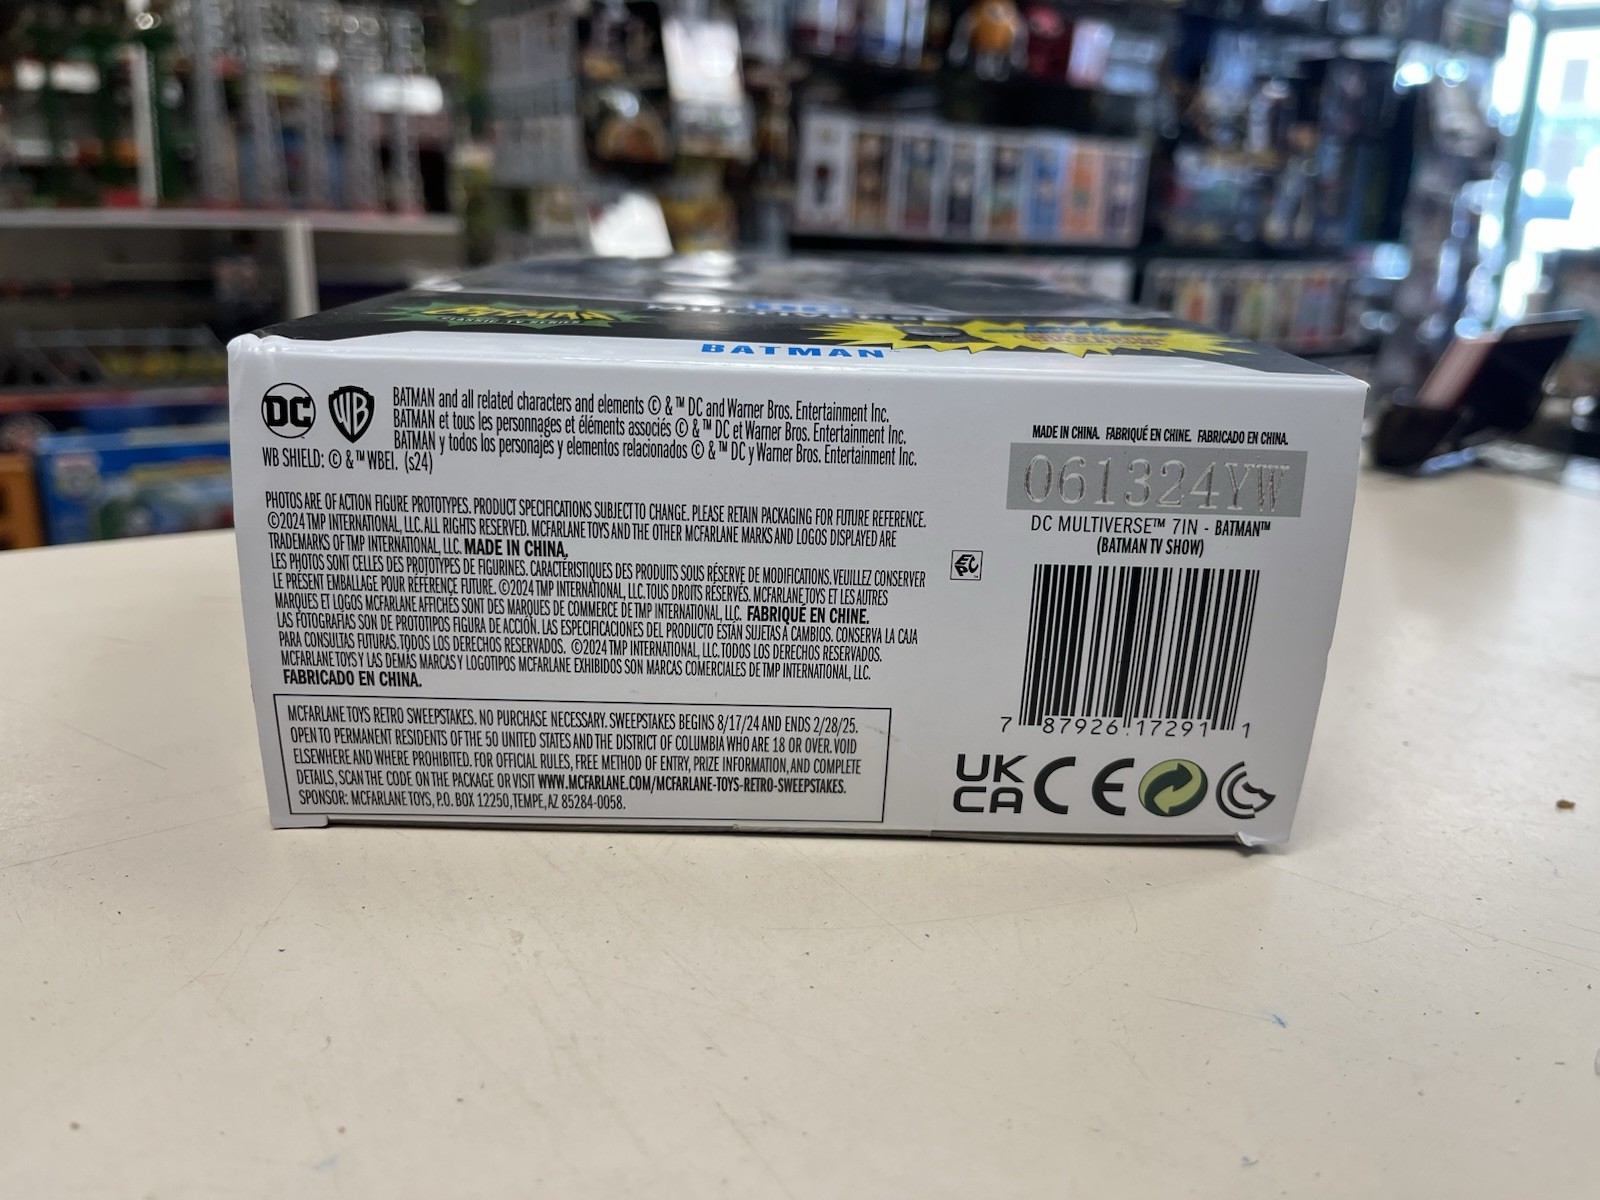 BATMAN
CLASSIC TV SERIES
MULTIVERSE
BATMAN
DC WB BATMAN and all related characters and elements © & ™ DC and Warner Bros. Entertainment Inc.
BATMAN et tous les personnages et éléments associés © & ™ DC et Warner Bros. Entertainment Inc.
BATMAN y todos los personajes y elementos relacionados © & ™ DC y Warner Bros. Entertainment Inc.
WB SHIELD: © & ™ WBEI. (s24)
PHOTOS ARE OF ACTION FIGURE PROTOTYPES. PRODUCT SPECIFICATIONS SUBJECT TO CHANGE. PLEASE RETAIN PACKAGING FOR FUTURE REFERENCE.
©2024 TMP INTERNATIONAL, LLC. ALL RIGHTS RESERVED. MCFARLANE TOYS AND THE OTHER MCFARLANE MARKS AND LOGOS DISPLAYED ARE
TRADEMARKS OF TMP INTERNATIONAL, LLC. MADE IN CHINA.
LES PHOTOS SONT CELLES DES PROTOTYPES DE FIGURINES. CARACTÉRISTIQUES DES PRODUITS SOUS RÉSERVE DE MODIFICATIONS. VEUILLEZ CONSERVER
LE PRÉSENT EMBALLAGE POUR RÉFÉRENCE FUTURE. ©2024 TMP INTERNATIONAL, LLC. TOUS DROITS RÉSERVÉS. MCFARLANE TOYS ET LES AUTRES
MARQUES ET LOGOS MCFARLANE AFFICHÉS SONT DES MARQUES DE COMMERCE DE TMP INTERNATIONAL, LLC. FABRIQUÉ EN CHINE.
LAS FOTOGRAFÍAS SON DE PROTOTIPOS FIGURA DE ACCIÓN. LAS ESPECIFICACIONES DEL PRODUCTO ESTÁN SUJETAS A CAMBIOS. CONSERVA LA CAJA
PARA CONSULTAS FUTURAS. TODOS LOS DERECHOS RESERVADOS. ©2024 TMP INTERNATIONAL, LLC. TODOS LOS DERECHOS RESERVADOS.
MCFARLANE TOYS Y LAS DEMÁS MARCAS Y LOGOTIPOS MCFARLANE EXHIBIDOS SON MARCAS COMERCIALES DE TMP INTERNATIONAL, LLC.
FABRICADO EN CHINA.
MCFARLANE TOYS RETRO SWEEPSTAKES. NO PURCHASE NECESSARY. SWEEPSTAKES BEGINS 8/17/24 AND ENDS 2/28/25.
OPEN TO PERMANENT RESIDENTS OF THE 50 UNITED STATES AND THE DISTRICT OF COLUMBIA WHO ARE 18 OR OVER. VOID
ELSEWHERE AND WHERE PROHIBITED. FOR OFFICIAL RULES, FREE METHOD OF ENTRY, PRIZE INFORMATION, AND COMPLETE
DETAILS, SCAN THE CODE ON THE PACKAGE OR VISIT WWW.MCFARLANE.COM/MCFARLANE-TOYS-RETRO-SWEEPSTAKES.
SPONSOR: MCFARLANE TOYS, P.O. BOX 12250, TEMPE, AZ 85284-0058.
MADE IN CHINA. FABRIQUÉ EN CHINE. FABRICADO EN CHINA.
061324YW
DC MULTIVERSE™ 7IN - BATMAN™
(BATMAN TV SHOW)
7 87926 17291 1
UK
CA CE